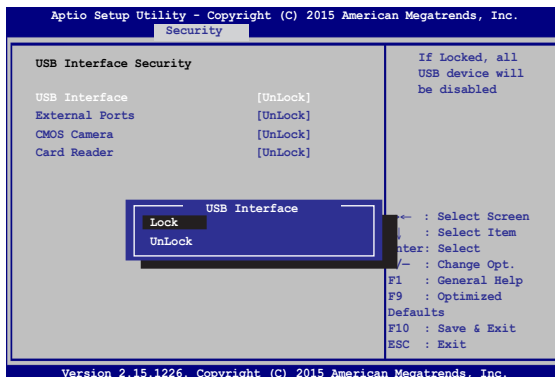 Aptio Setup Utility - Copyright (C) 2015 American Megatrends, Inc.
Security
USB Interface Security
USB Interface [UnLock]
External Ports [UnLock]
CMOS Camera [UnLock]
Card Reader [UnLock]
If Locked, all
USB device will
be disabled
USB Interface
Lock
UnLock
← : Select Screen
: Select Item
nter: Select
/— : Change Opt.
F1 : General Help
F9 : Optimized
Defaults
F10 : Save & Exit
ESC : Exit
Version 2.15.1226. Copyright (C) 2015 American Megatrends, Inc.